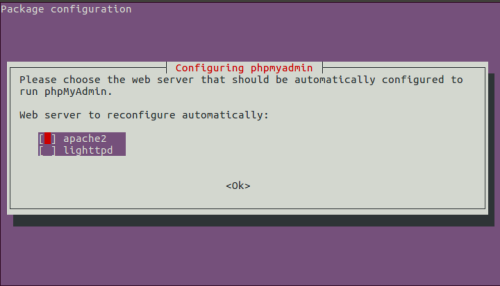 Package configuration
Configuring phpmyadmin
Please choose the web server that should be automatically configured to
run phpMyAdmin.
Web server to reconfigure automatically:
[ ] apache2
[ ] lighttpd
<Ok>